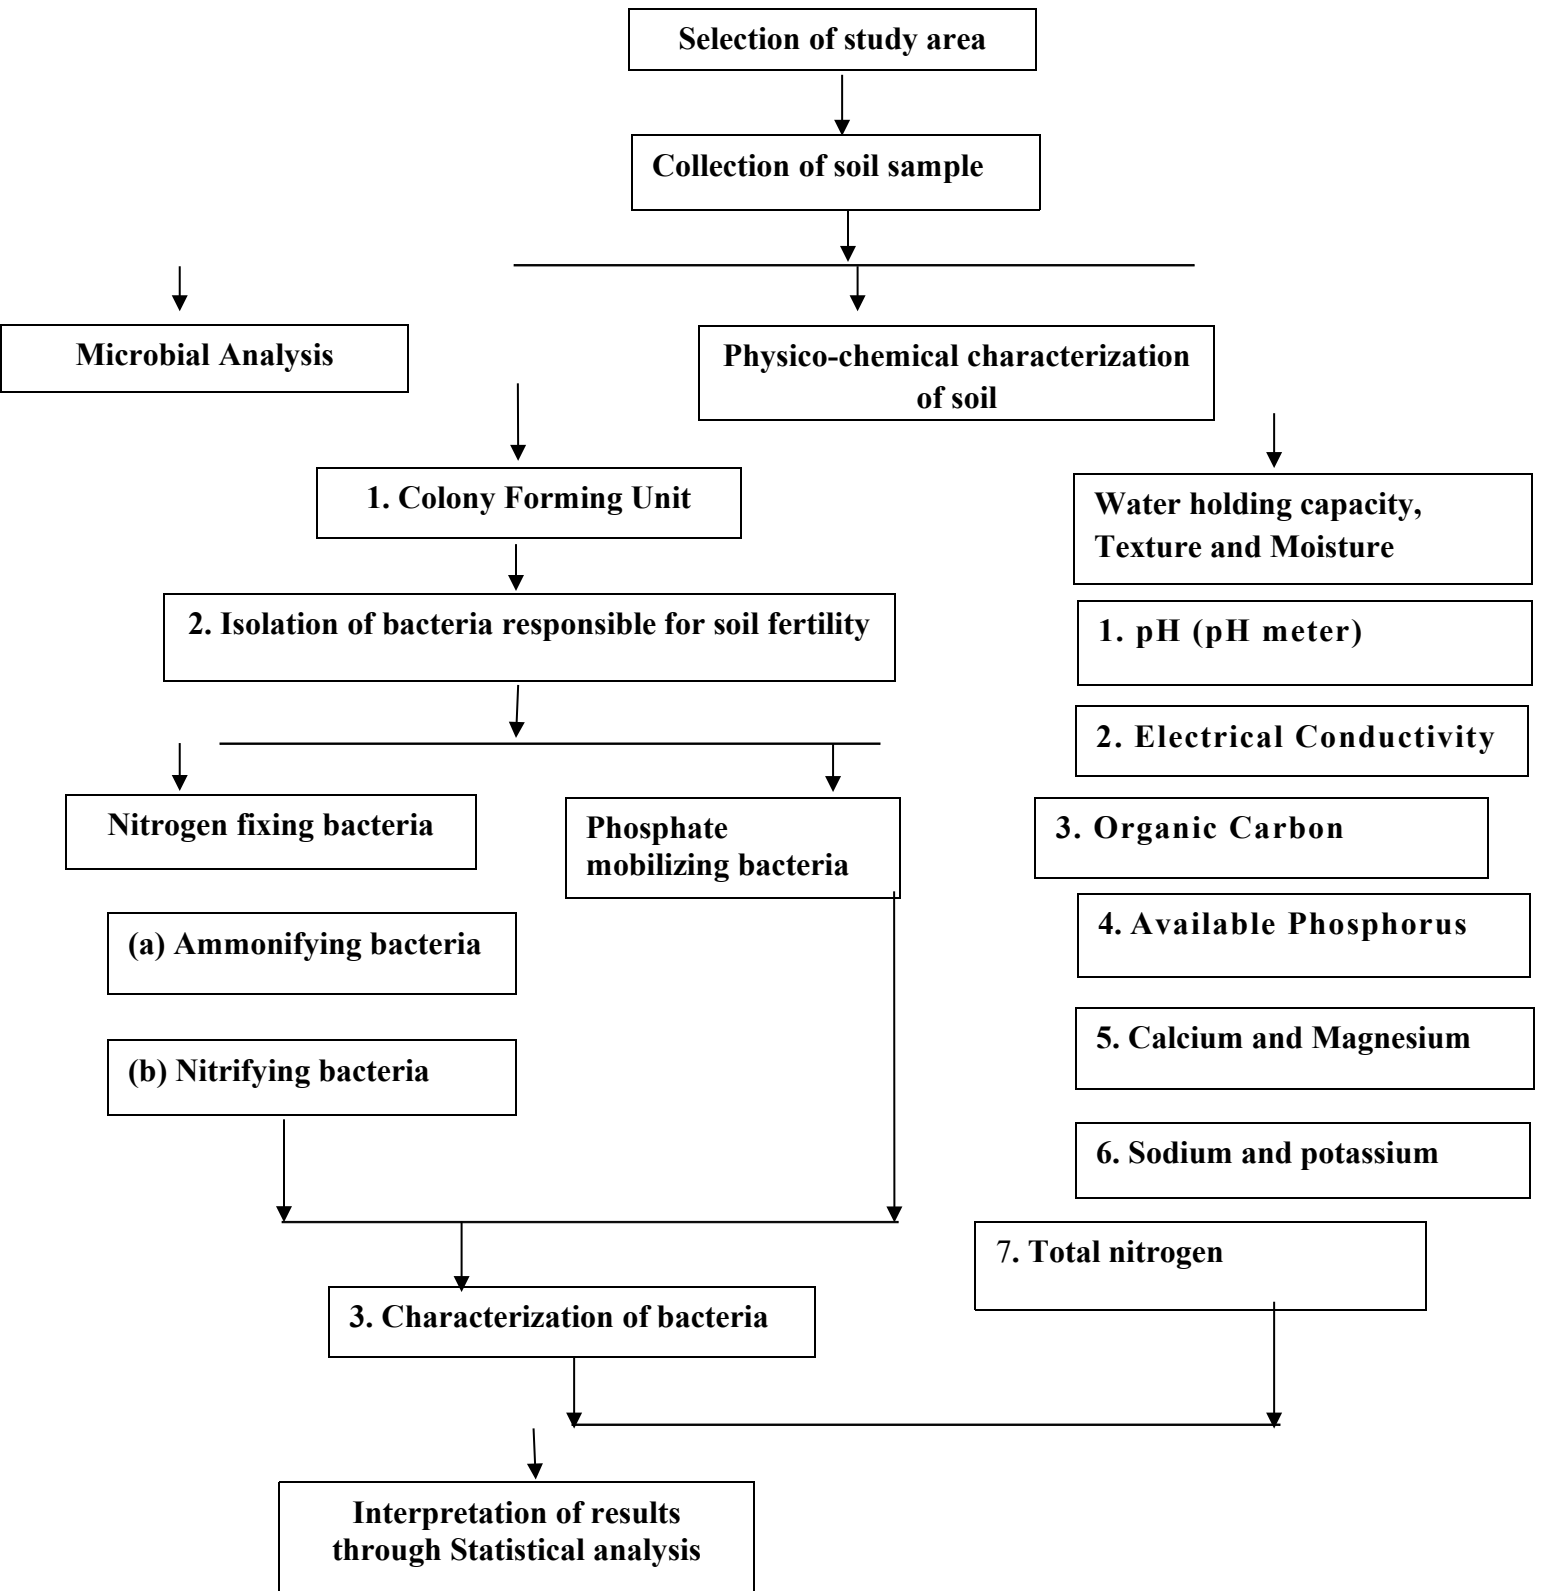 Selection of study area
Collection of soil sample
Microbial Analysis
Physico-chemical characterization
of soil
1. Colony Forming Unit
2. Isolation of bacteria responsible for soil fertility
Nitrogen fixing bacteria
Phosphate
mobilizing bacteria
(a) Ammonifying bacteria
(b) Nitrifying bacteria
3. Characterization of bacteria
Water holding capacity,
Texture and Moisture
1. pH (pH meter)
2. Electrical Conductivity
3. Organic Carbon
4. Available Phosphorus
5. Calcium and Magnesium
6. Sodium and potassium
7. Total nitrogen
Interpretation of results
through Statistical analysis